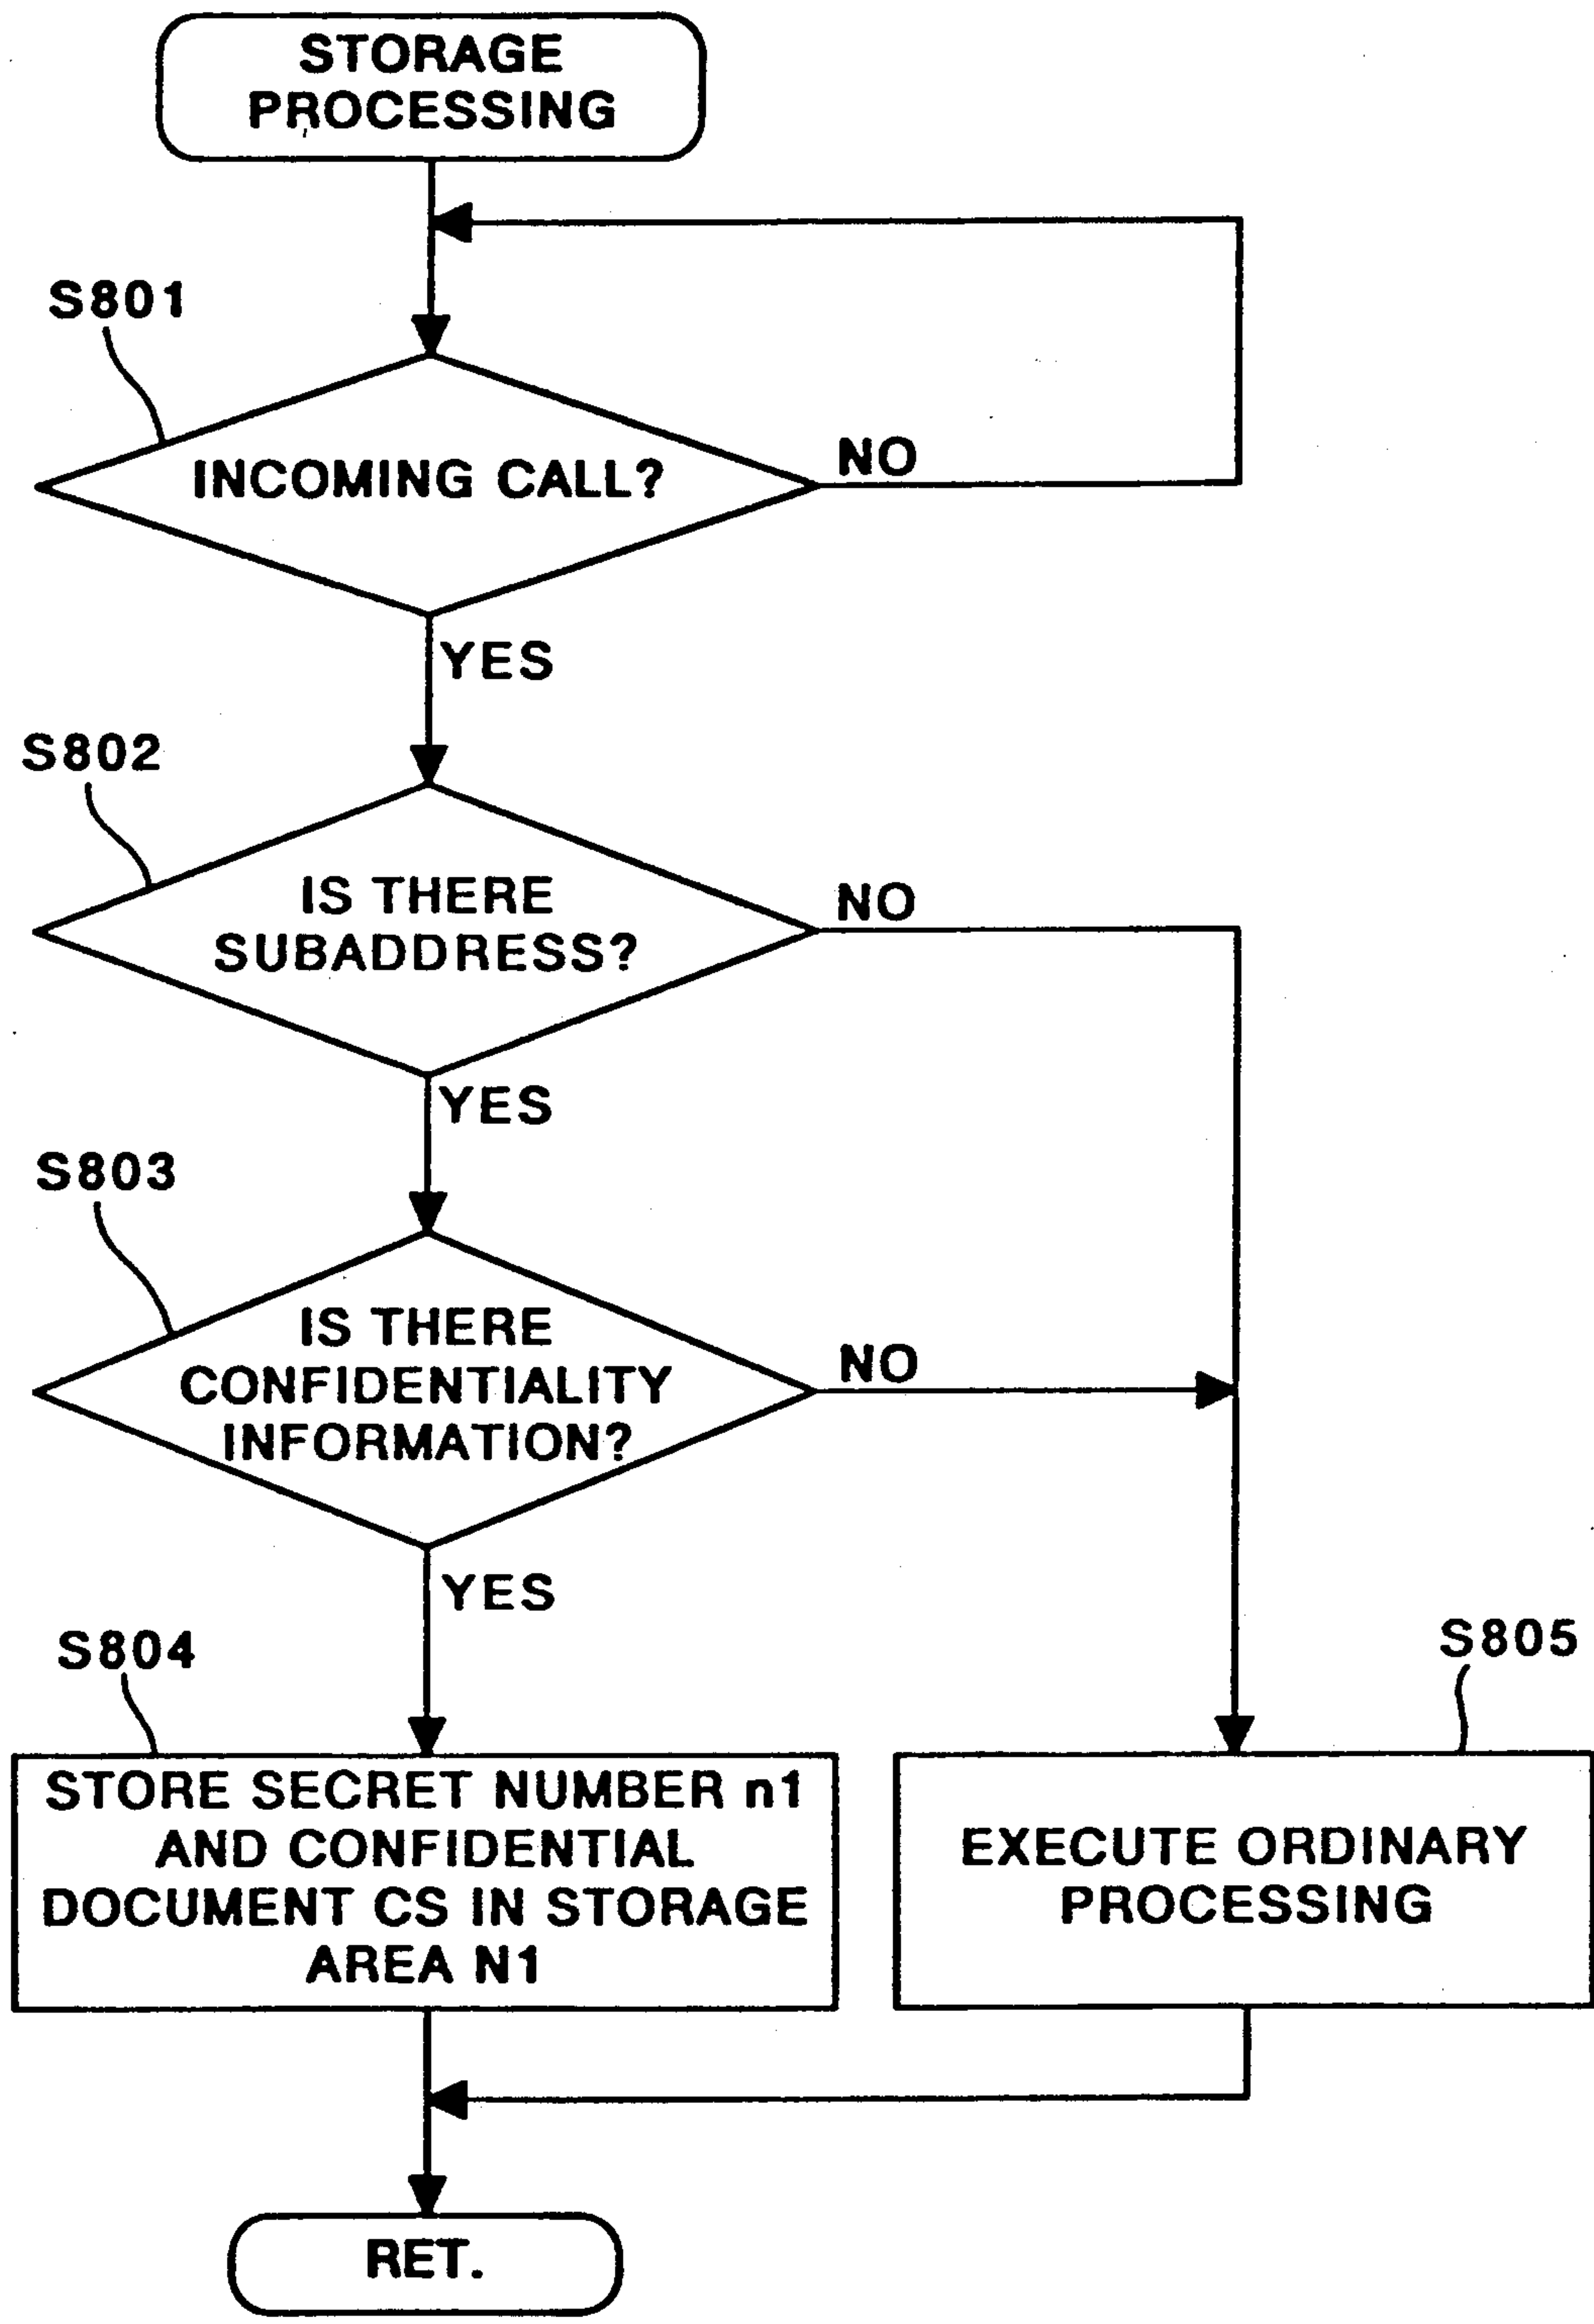 STORAGE
PROCESSING
S801
INCOMING CALL?
NO
YES
S802
IS THERE
SUBADDRESS?
NO
YES
S803
IS THERE
CONFIDENTIALITY
INFORMATION?
NO
YES
S804
STORE SECRET NUMBER n1
AND CONFIDENTIAL
DOCUMENT CS IN STORAGE
AREA N1
S805
EXECUTE ORDINARY
PROCESSING
RET.